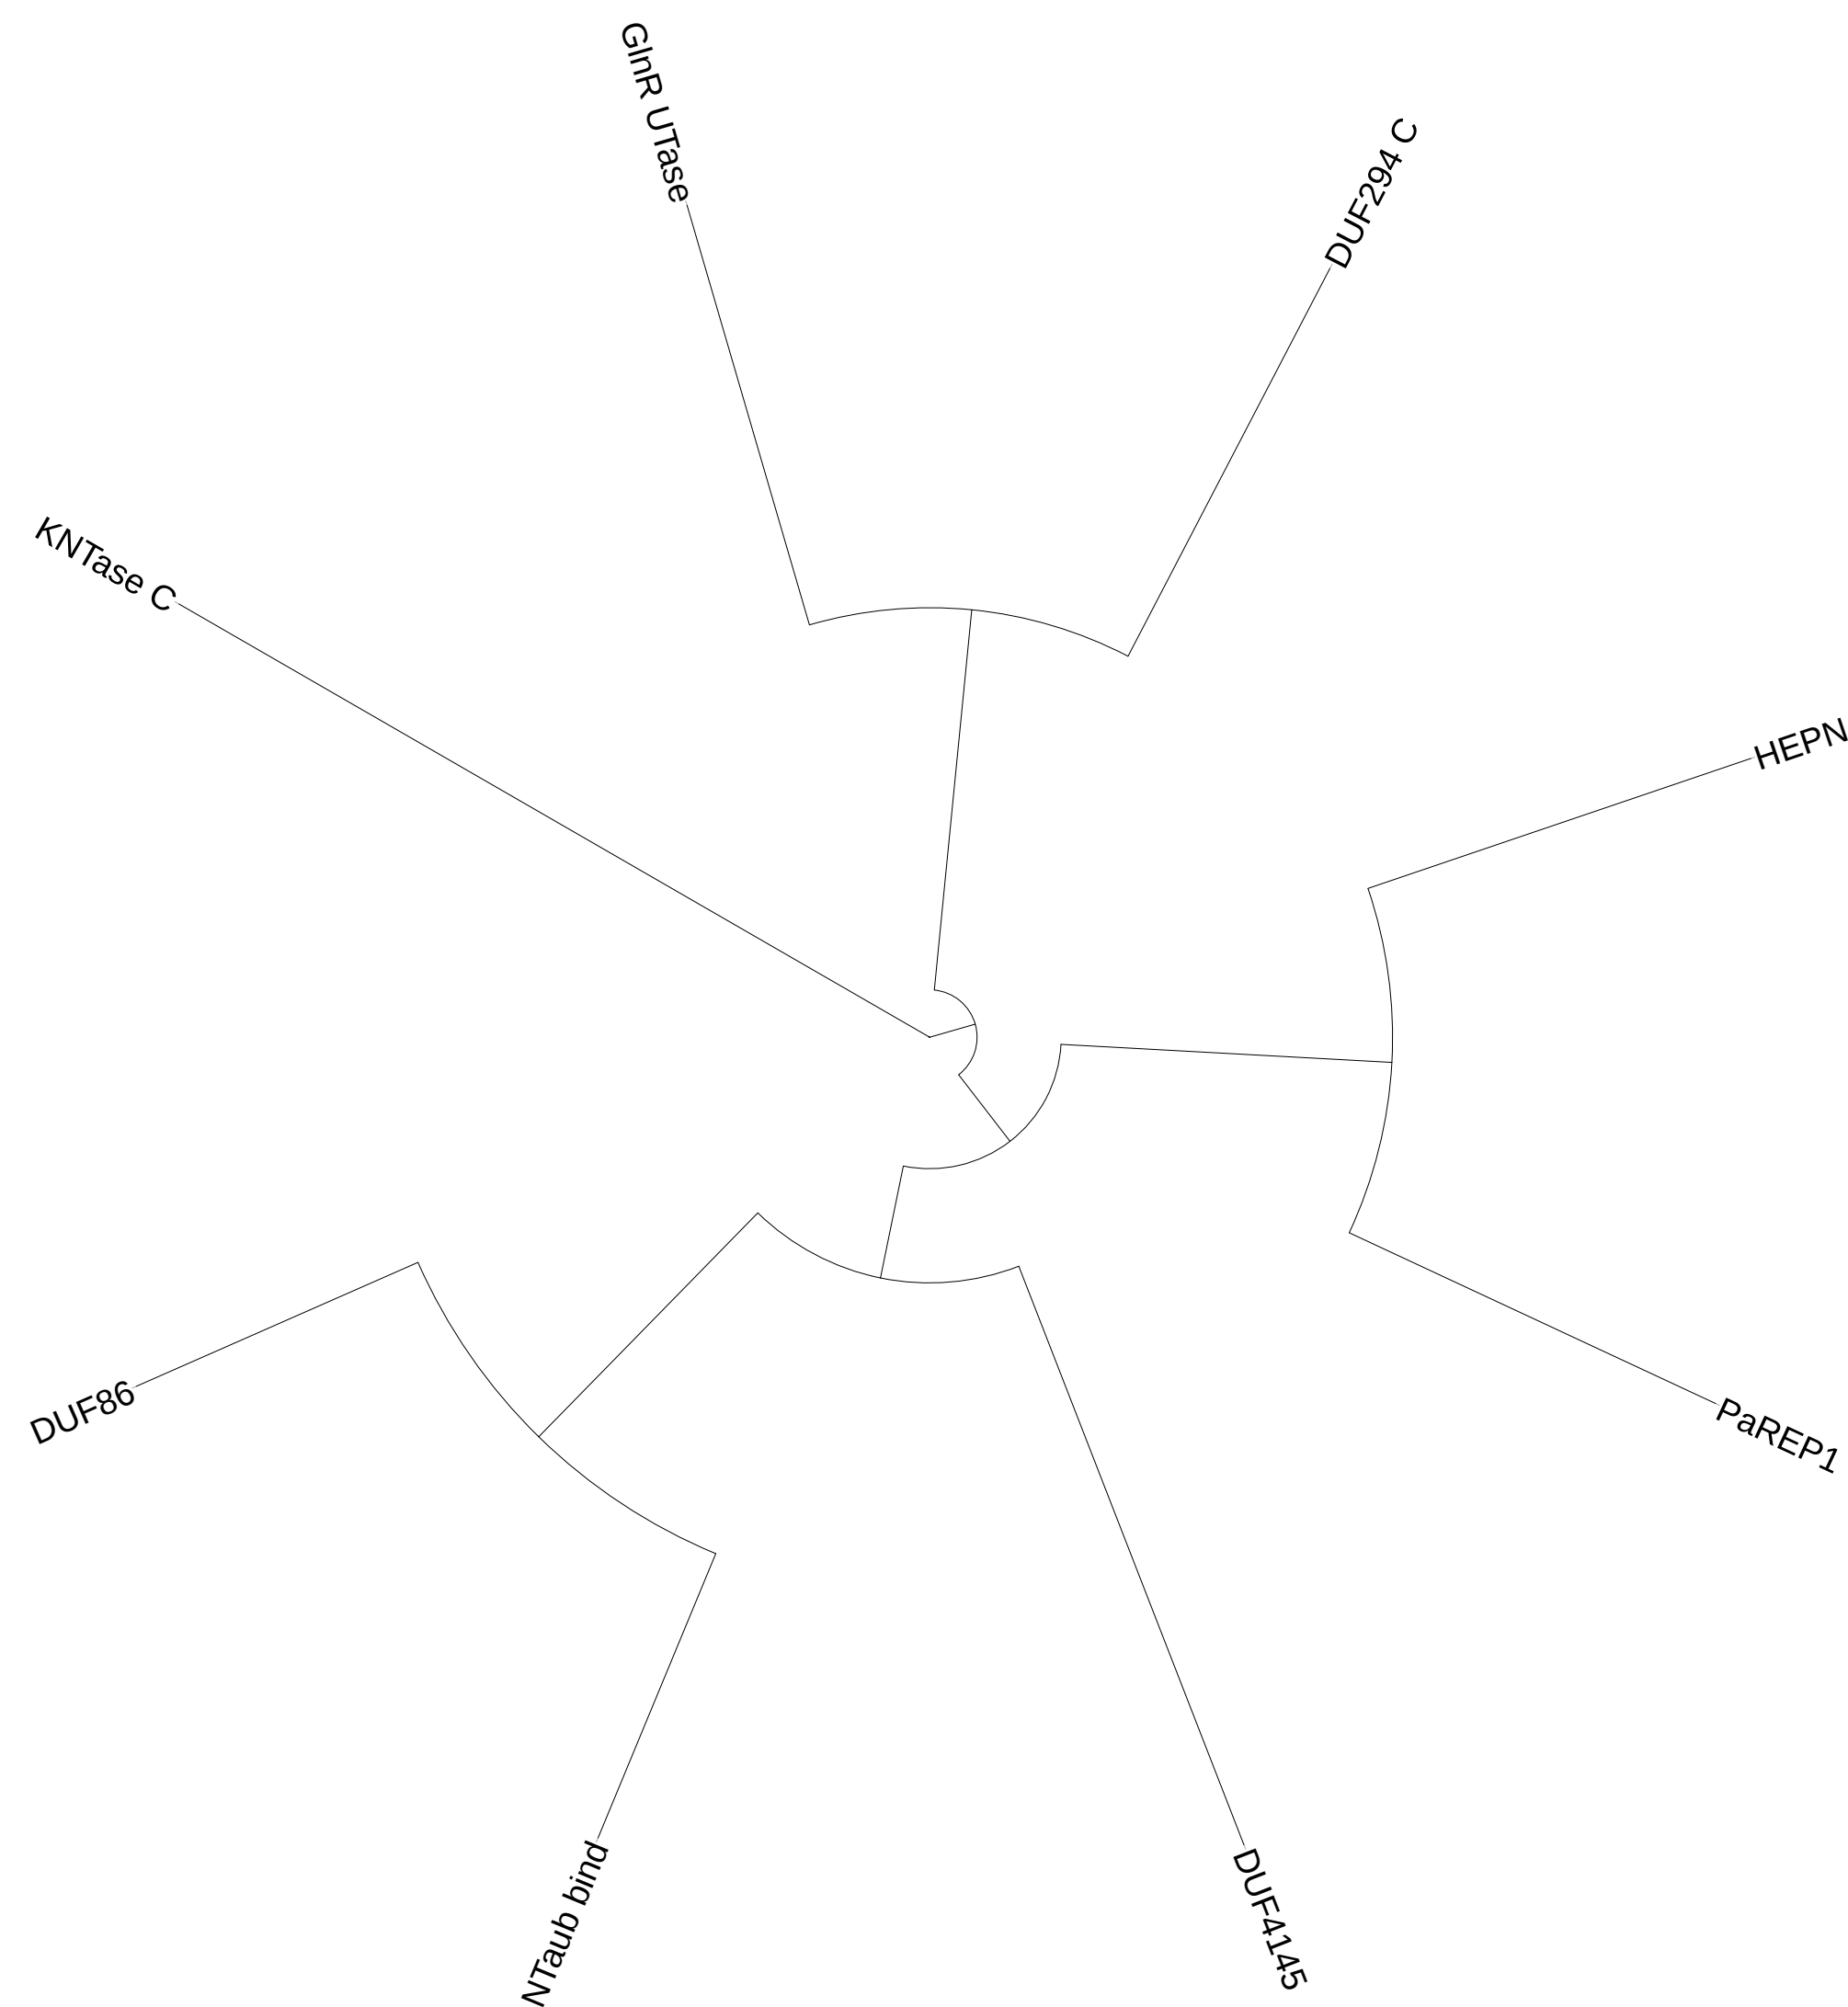 GlnR UTase
DUF294 C
KNTase C
HEPN
DUF86
PaREP1
NTaub bind
DUF4145